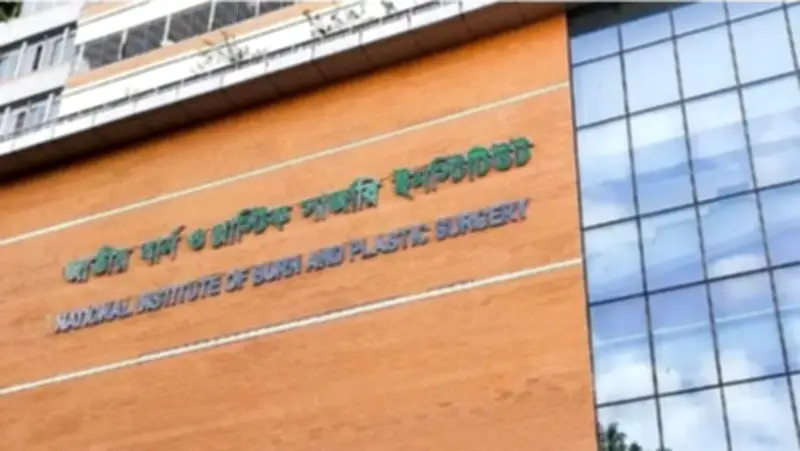 জাতীয় বার্ন ও প্লাস্টিক সার্জারি ইনস্টিটিউট
NATIONAL INSTITUTE OF BURN AND PLASTIC SURGERY